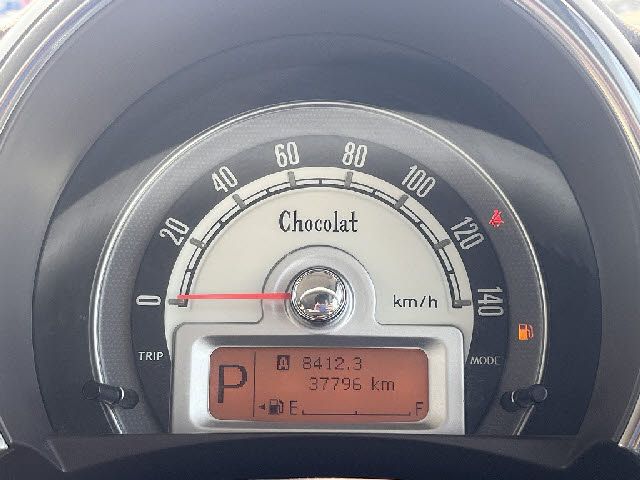 0
20
40
60
80
100
120
140
Chocolat
km/h
TRIP
MODE
P
A 8412.3
37796 km
E F